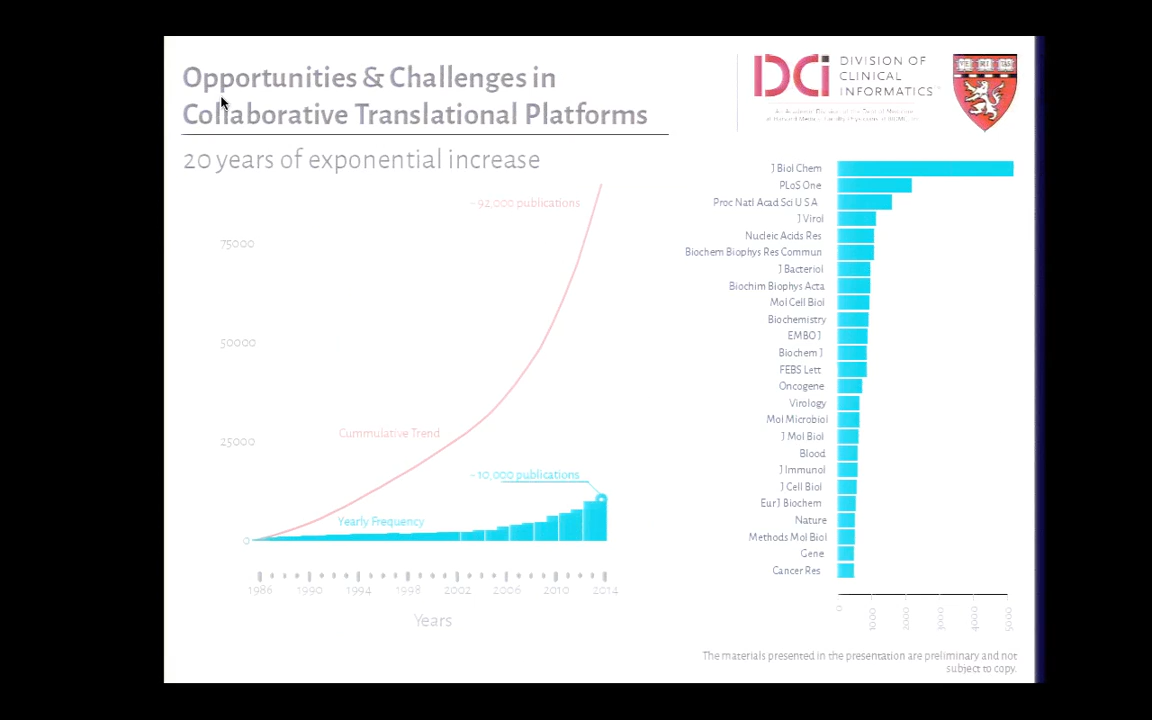 Opportunities & Challenges in
Collaborative Translational Platforms
DCi
DIVISION OF
CLINICAL
INFORMATICS
VE RI TAS
20 years of exponential increase
~ 92,000 publications
75000
50000
25000
0
Cummulative Trend
~ 10,000 publications
Yearly Frequency
1986 1990 1994 1998 2002 2006 2010 2014
Years
J Biol Chem
PLoS One
Proc Natl Acad Sci U S A
J Virol
Nucleic Acids Res
Biochem Biophys Res Commun
J Bacteriol
Biochim Biophys Acta
Mol Cell Biol
Biochemistry
EMBO J
Biochem J
FEBS Lett
Oncogene
Virology
Mol Microbiol
J Mol Biol
Blood
J Immunol
J Cell Biol
Eur J Biochem
Nature
Methods Mol Biol
Gene
Cancer Res
0 1000 2000 3000 4000 5000
The materials presented in the presentation are preliminary and not
subject to copy.